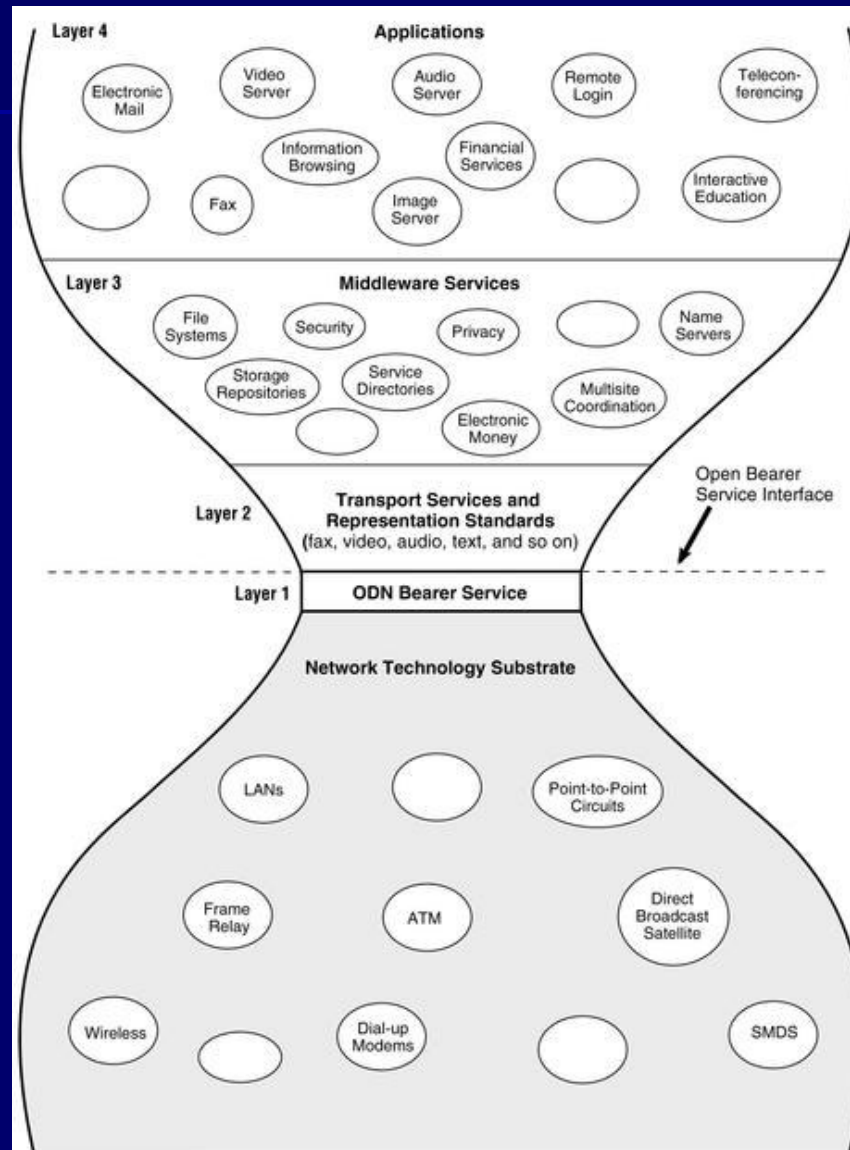 Layer 4
Applications
Electronic
Mail
Video
Server
Audio
Server
Remote
Login
Telecon-
ferencing
Information
Browsing
Financial
Services
Fax
Image
Server
Interactive
Education
Layer 3
Middleware Services
File
Systems
Security
Privacy
Name
Servers
Storage
Repositories
Service
Directories
Multisite
Coordination
Electronic
Money
Open Bearer
Service Interface
Layer 2
Transport Services and
Representation Standards
(fax, video, audio, text, and so on)
Layer 1
ODN Bearer Service
Network Technology Substrate
LANs
Point-to-Point
Circuits
Frame
Relay
ATM
Direct
Broadcast
Satellite
Wireless
Dial-up
Modems
SMDS